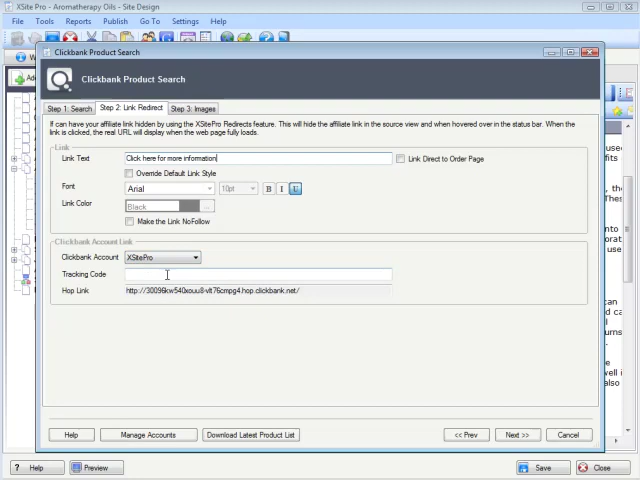 XSite Pro - Aromatherapy Oils - Site Design
File Tools Reports Publish Go To Settings Help
Clickbank Product Search
Clickbank Product Search
Step 1: Search Step 2: Link Redirect Step 3: Images
If can have your affiliate link hidden by using the XSitePro Redirects feature. This will hide the affiliate link in the source view and when hovered over in the status bar. When
the link is clicked, the real URL will display when the web page fully loads.
Link
Link Text Click here for more information Link Direct to Order Page
Override Default Link Style
Font Arial 10pt B I U
Link Color Black ...
Make the Link NoFollow
Clickbank Account Link
Clickbank Account XSitePro
Tracking Code
Hop Link
Help Manage Accounts Download Latest Product List << Prev Next >> Cancel
? Help Preview Save Close